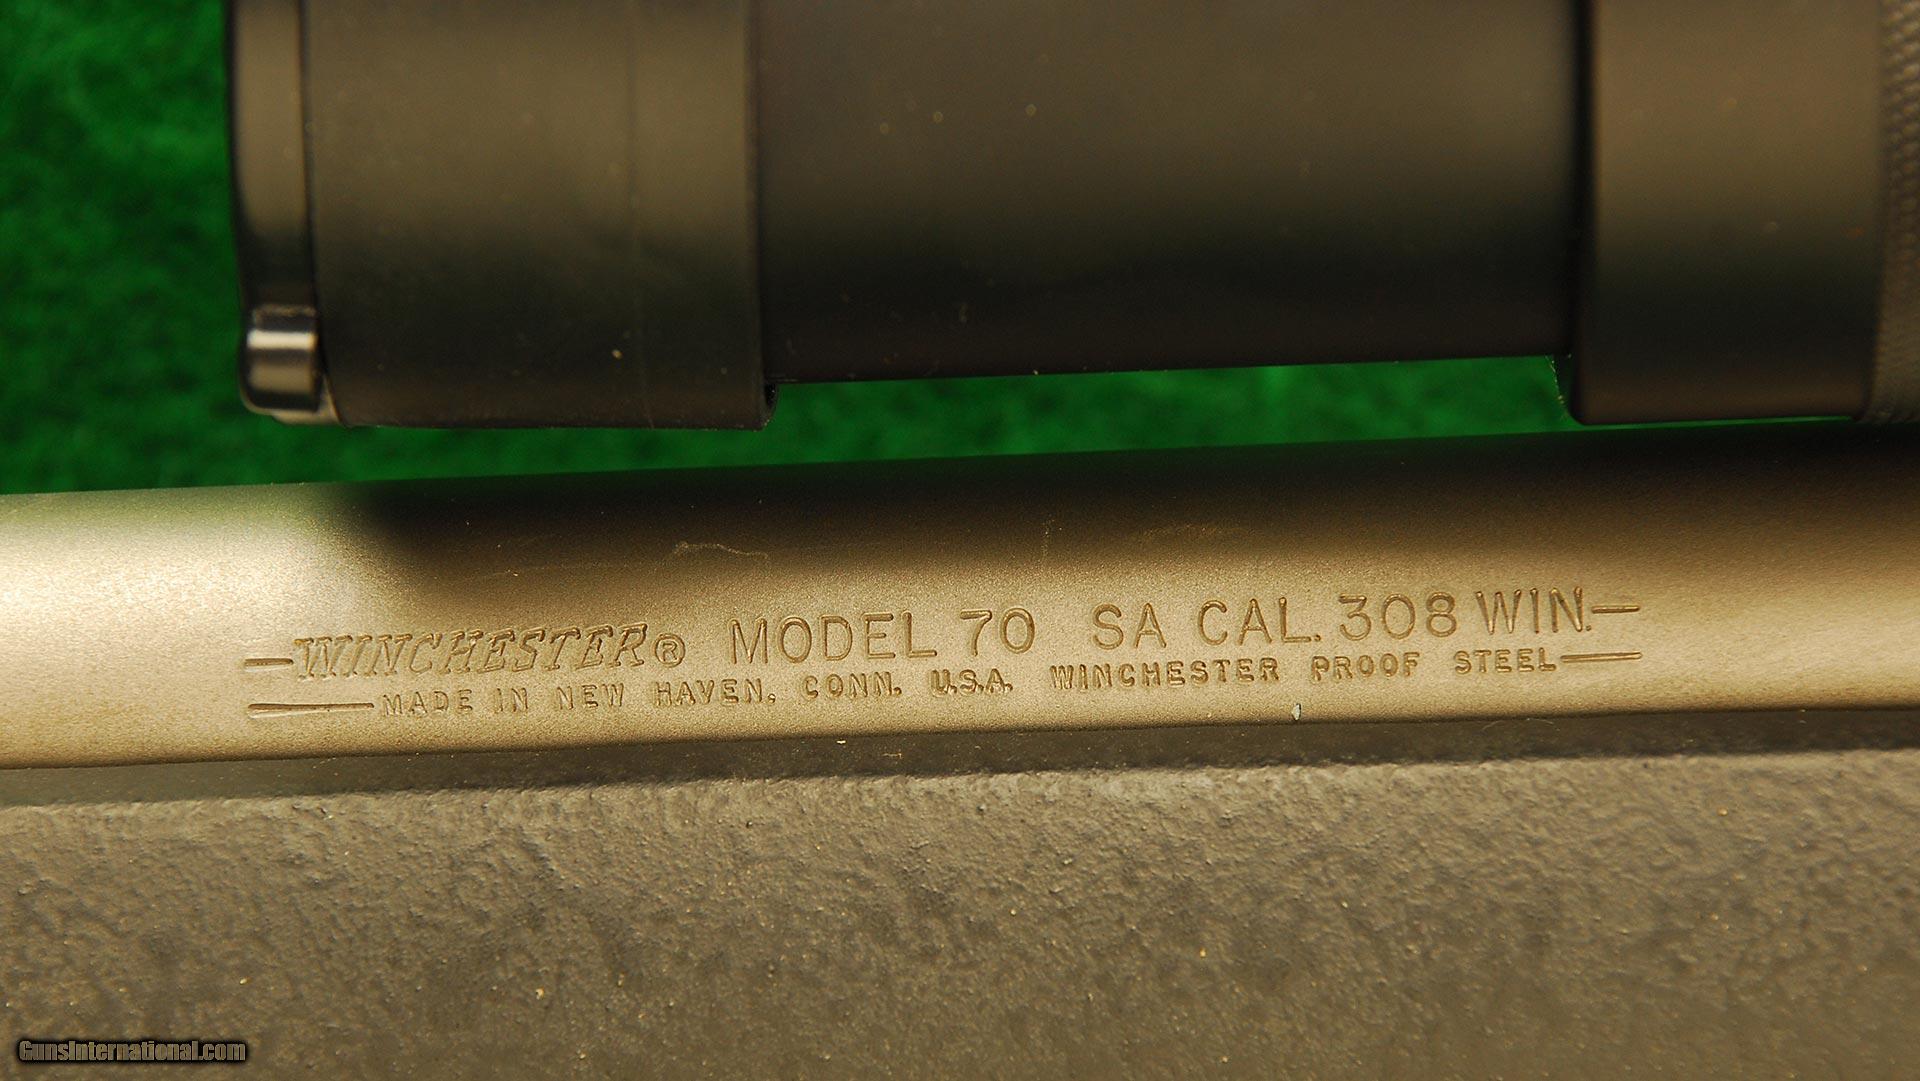 WINCHESTER® MODEL 70 SA CAL. 308 WIN.
MADE IN NEW HAVEN, CONN. U.S.A. WINCHESTER PROOF STEEL
GunsInternational.com